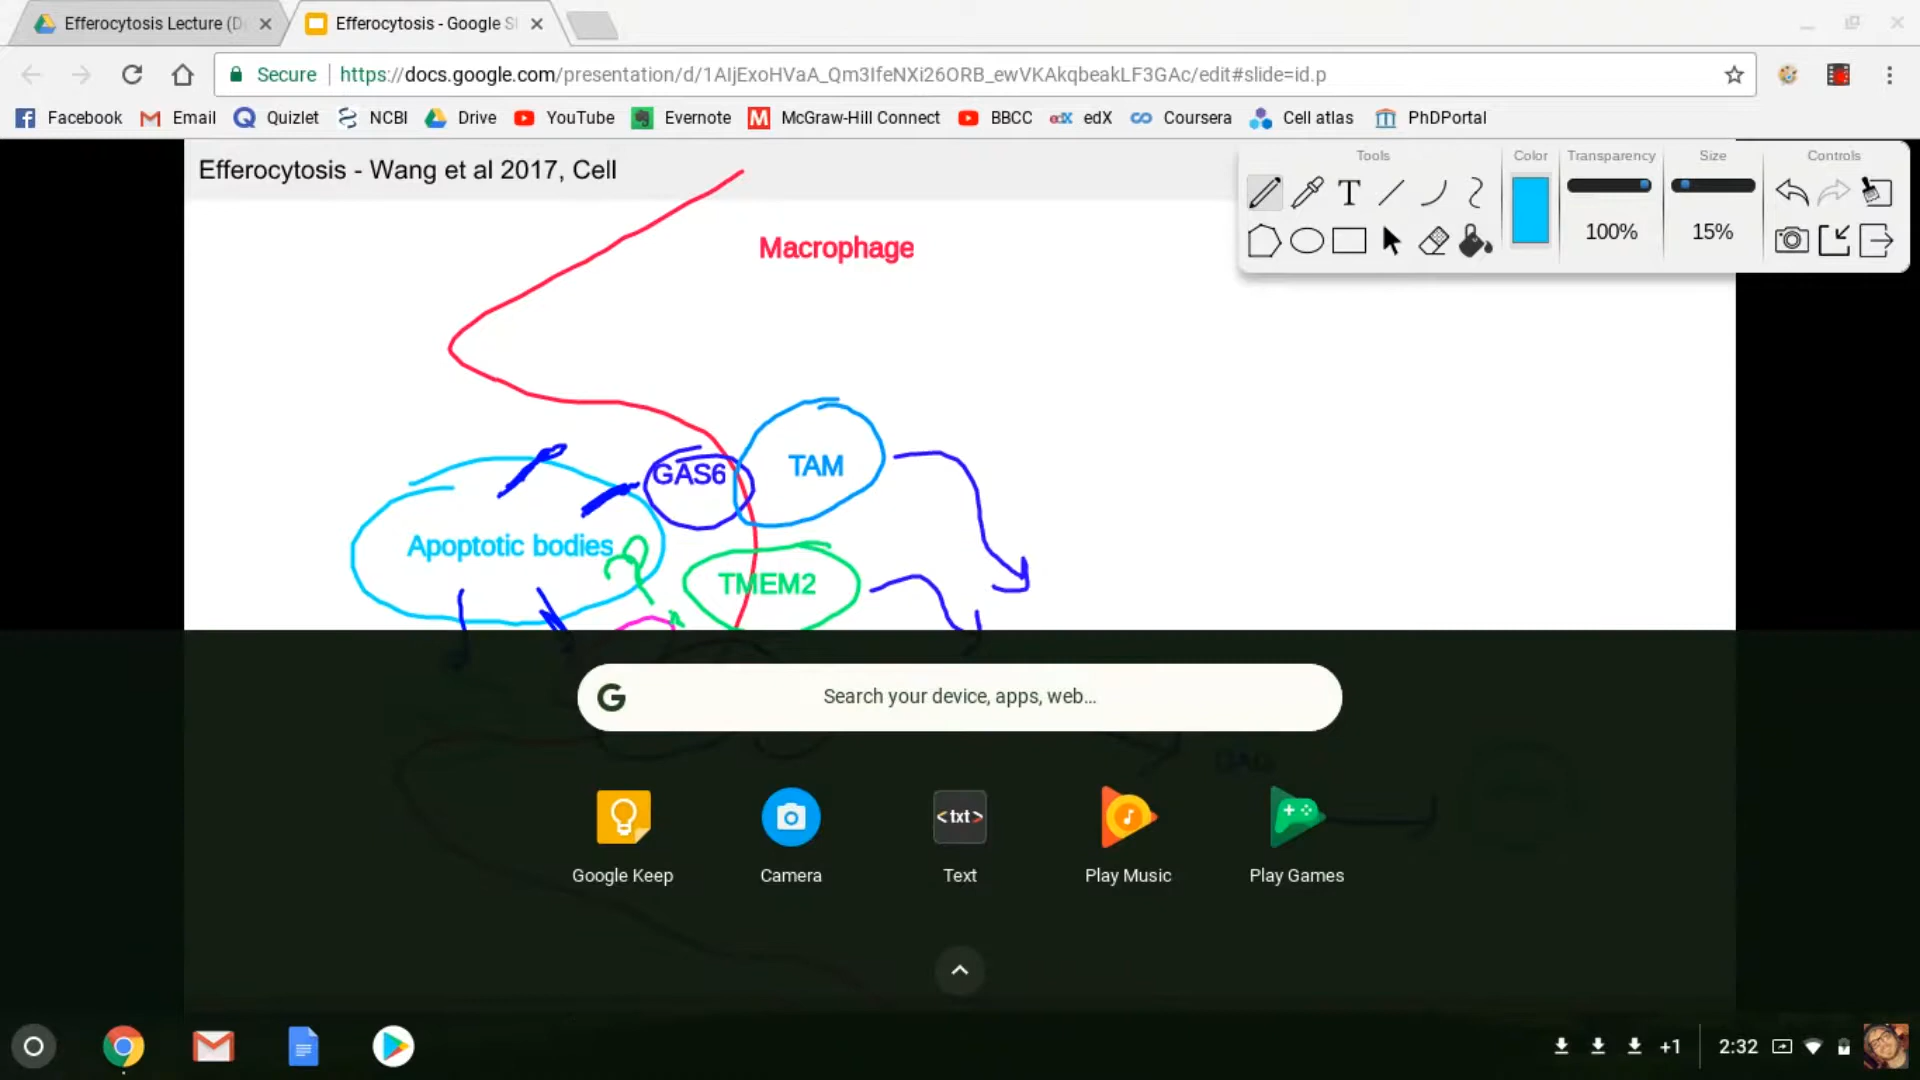 Efferocytosis Lecture (D
Efferocytosis - Google Sl
Secure
https://docs.google.com/presentation/d/1AIjExoHVaA_Qm3IfeNXi26ORB_ewVKAkqbeakLF3GAc/edit#slide=id.p
Facebook
Email
Quizlet
NCBI
Drive
YouTube
Evernote
McGraw-Hill Connect
BBCC
edX
Coursera
Cell atlas
PhDPortal
Efferocytosis - Wang et al 2017, Cell
Tools
Color
Transparency
Size
Controls
T
100%
15%
Macrophage
GAS6
TAM
Apoptotic bodies
TMEM2
G
Search your device, apps, web...
<txt>
Google Keep
Camera
Text
Play Music
Play Games
+1
2:32